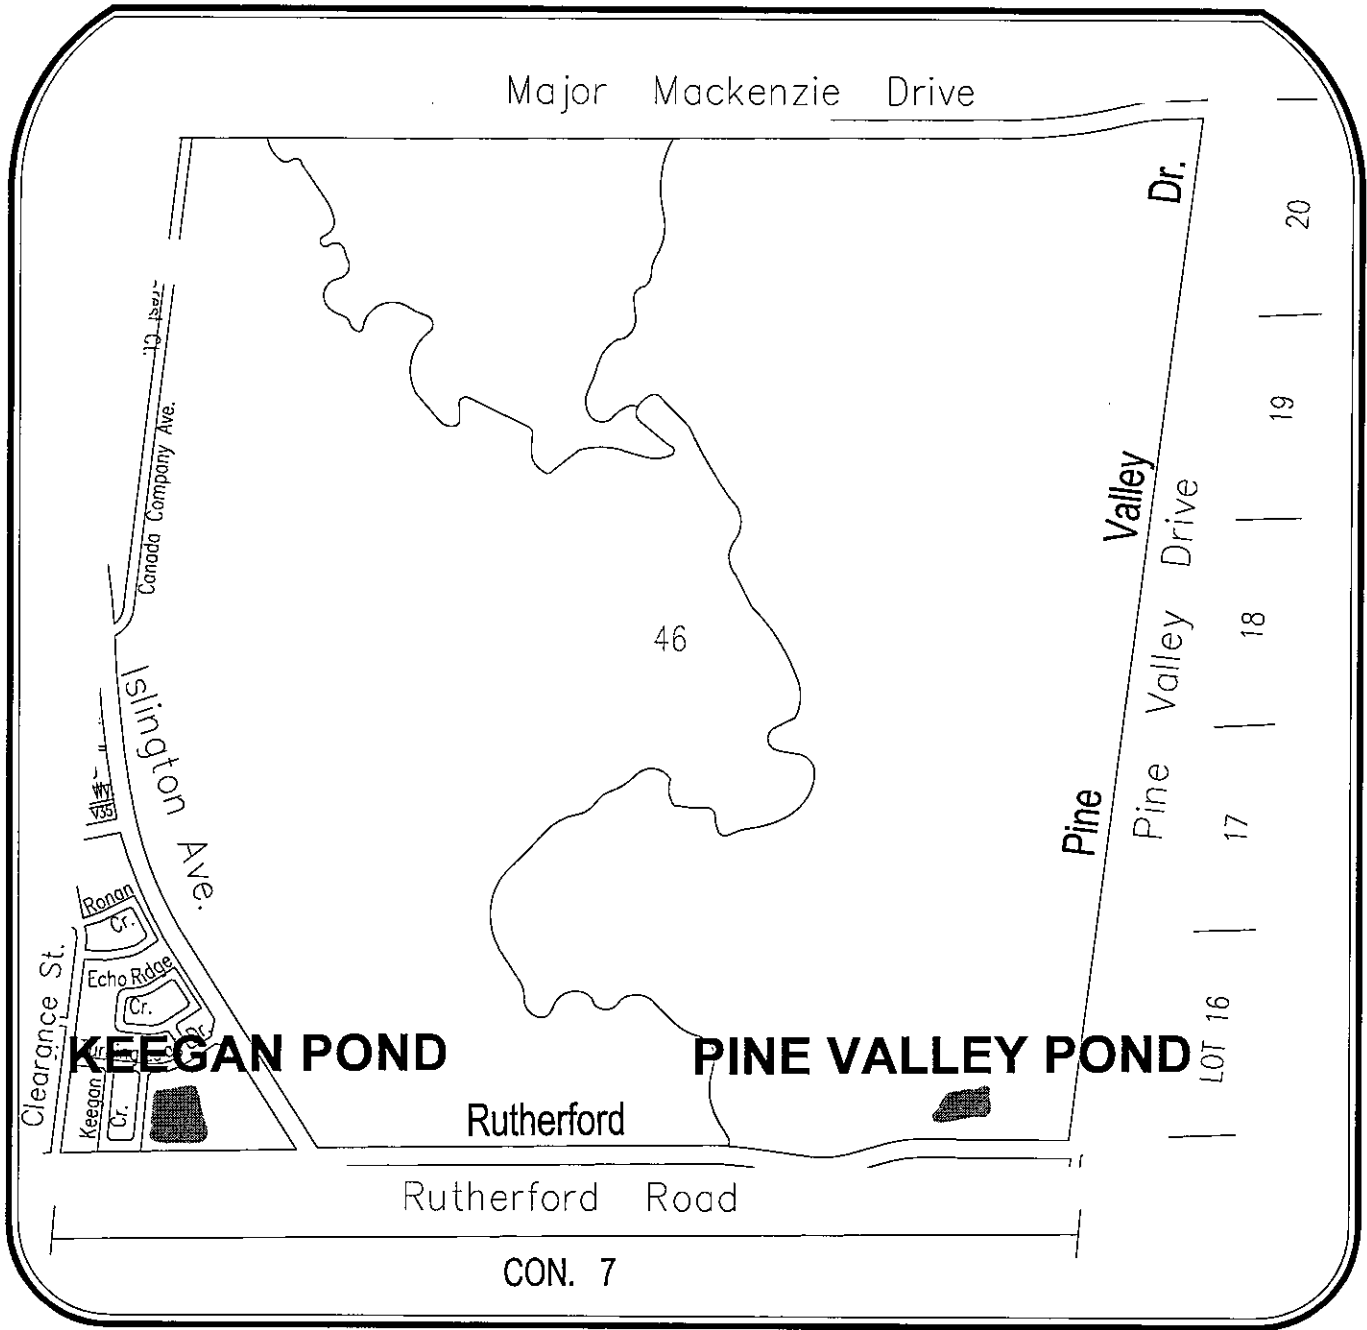 Major Mackenzie Drive
Dr.
20
Ct.
19
Canada Company Ave.
Valley
Pine Valley Drive
18
46
Islington Ave.
Pine
17
Ronan
Cr.
Clearance St.
Echo Ridge
Cr.
Dr.
LOT 16
KEEGAN POND
PINE VALLEY POND
Keegan
Cr.
Rutherford
Rutherford Road
CON. 7